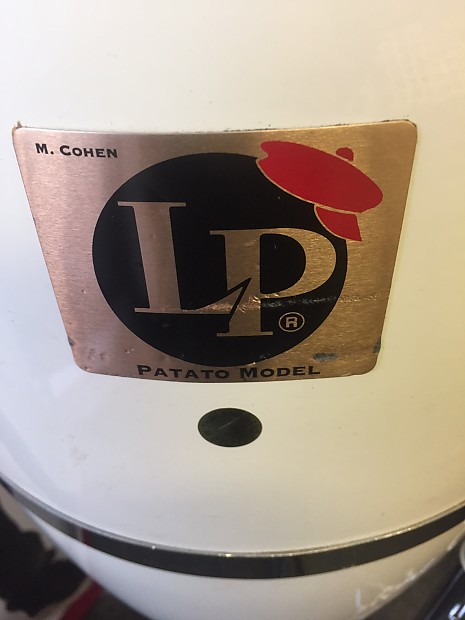 M. COHEN
LP
®
PATATO MODEL